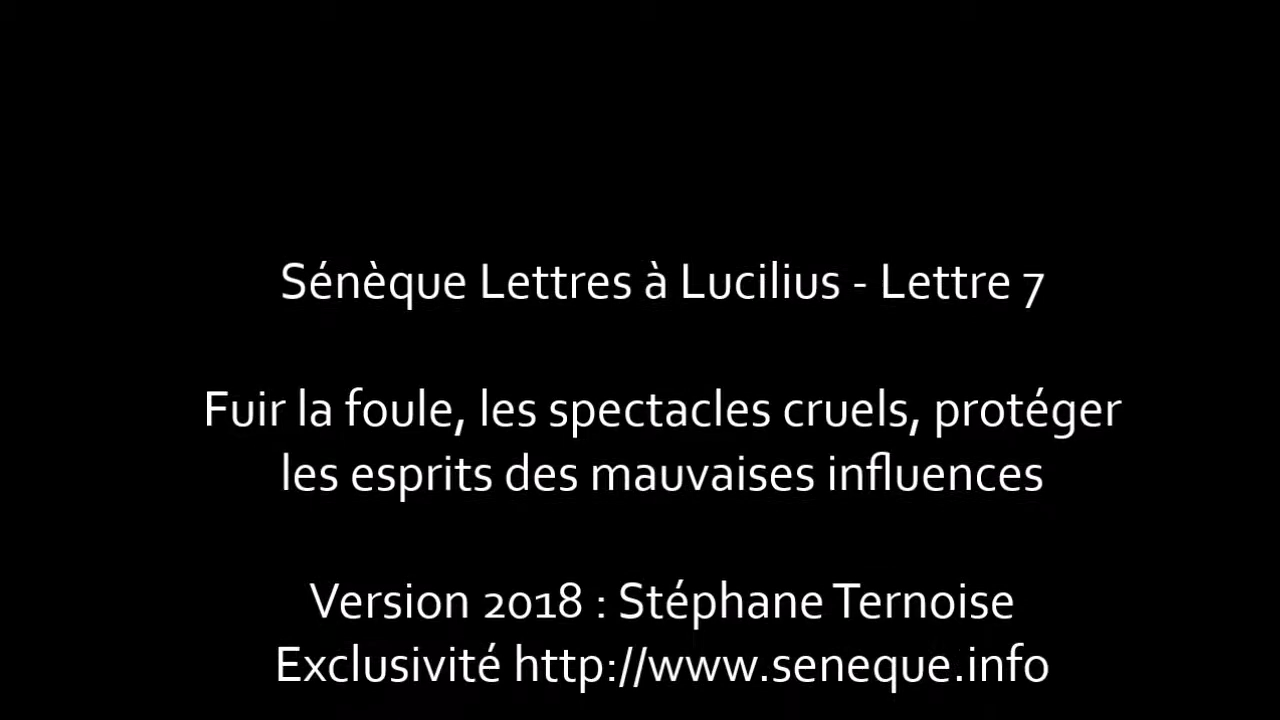 Sénèque Lettres à Lucilius - Lettre 7
Fuir la foule, les spectacles cruels, protéger
les esprits des mauvaises influences
Version 2018 : Stéphane Ternoise
Exclusivité http://www.seneque.info